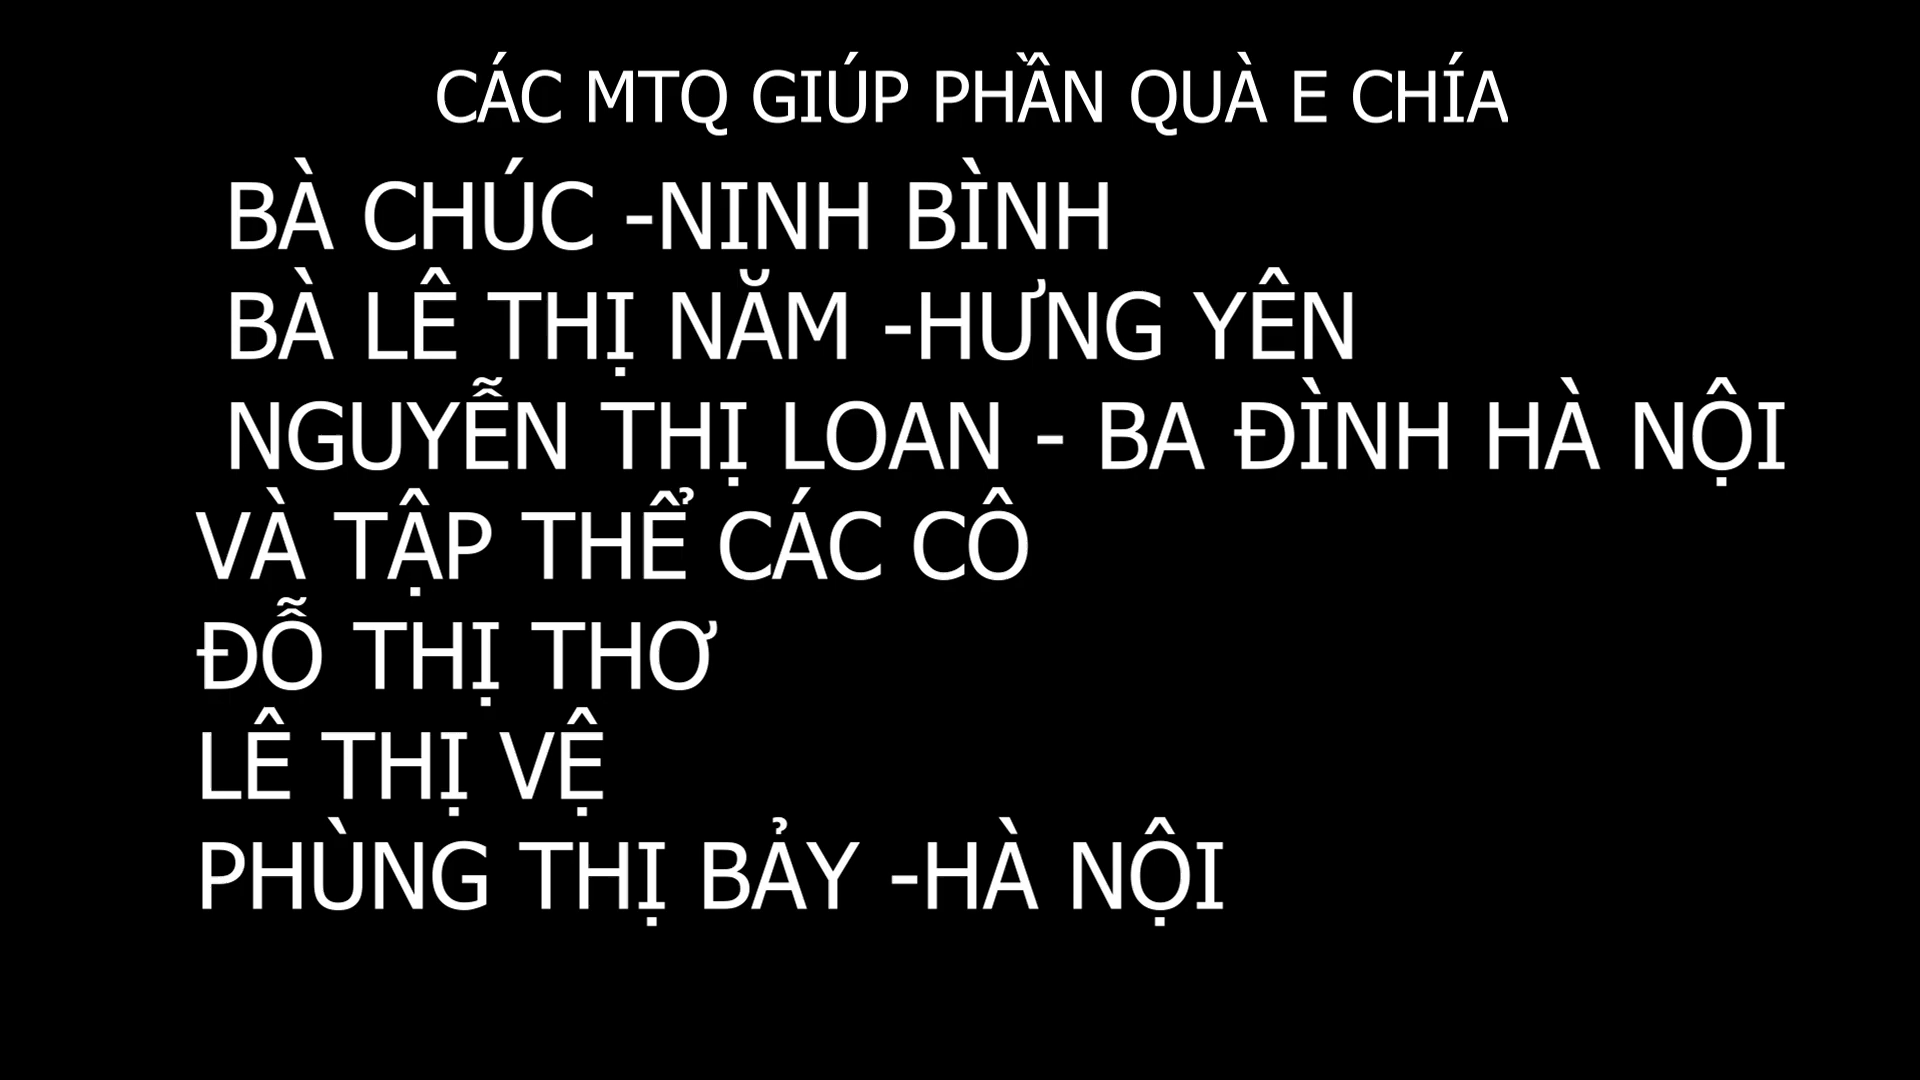 CÁC MTQ GIÚP PHẦN QUÀ E CHÍA
BÀ CHÚC -NINH BÌNH
BÀ LÊ THỊ NĂM -HƯNG YÊN
NGUYỄN THỊ LOAN - BA ĐÌNH HÀ NỘI
VÀ TẬP THỂ CÁC CÔ
ĐỖ THỊ THƠ
LÊ THỊ VỆ
PHÙNG THỊ BẢY -HÀ NỘI